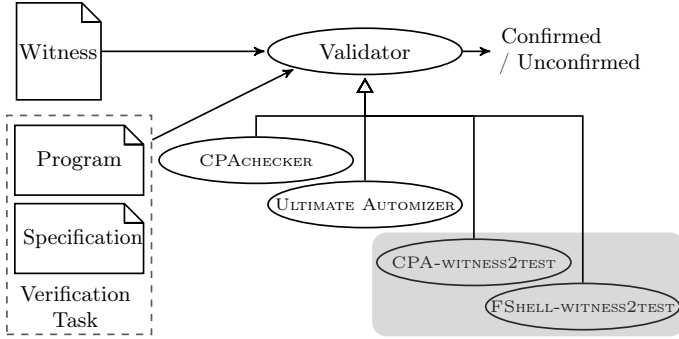 Witness
Validator
Confirmed
/ Unconfirmed
Program
Specification
Verification
Task
CPACHECKER
ULTIMATE AUTOMIZER
CPA-WITNESS2TEST
FSHELL-WITNESS2TEST